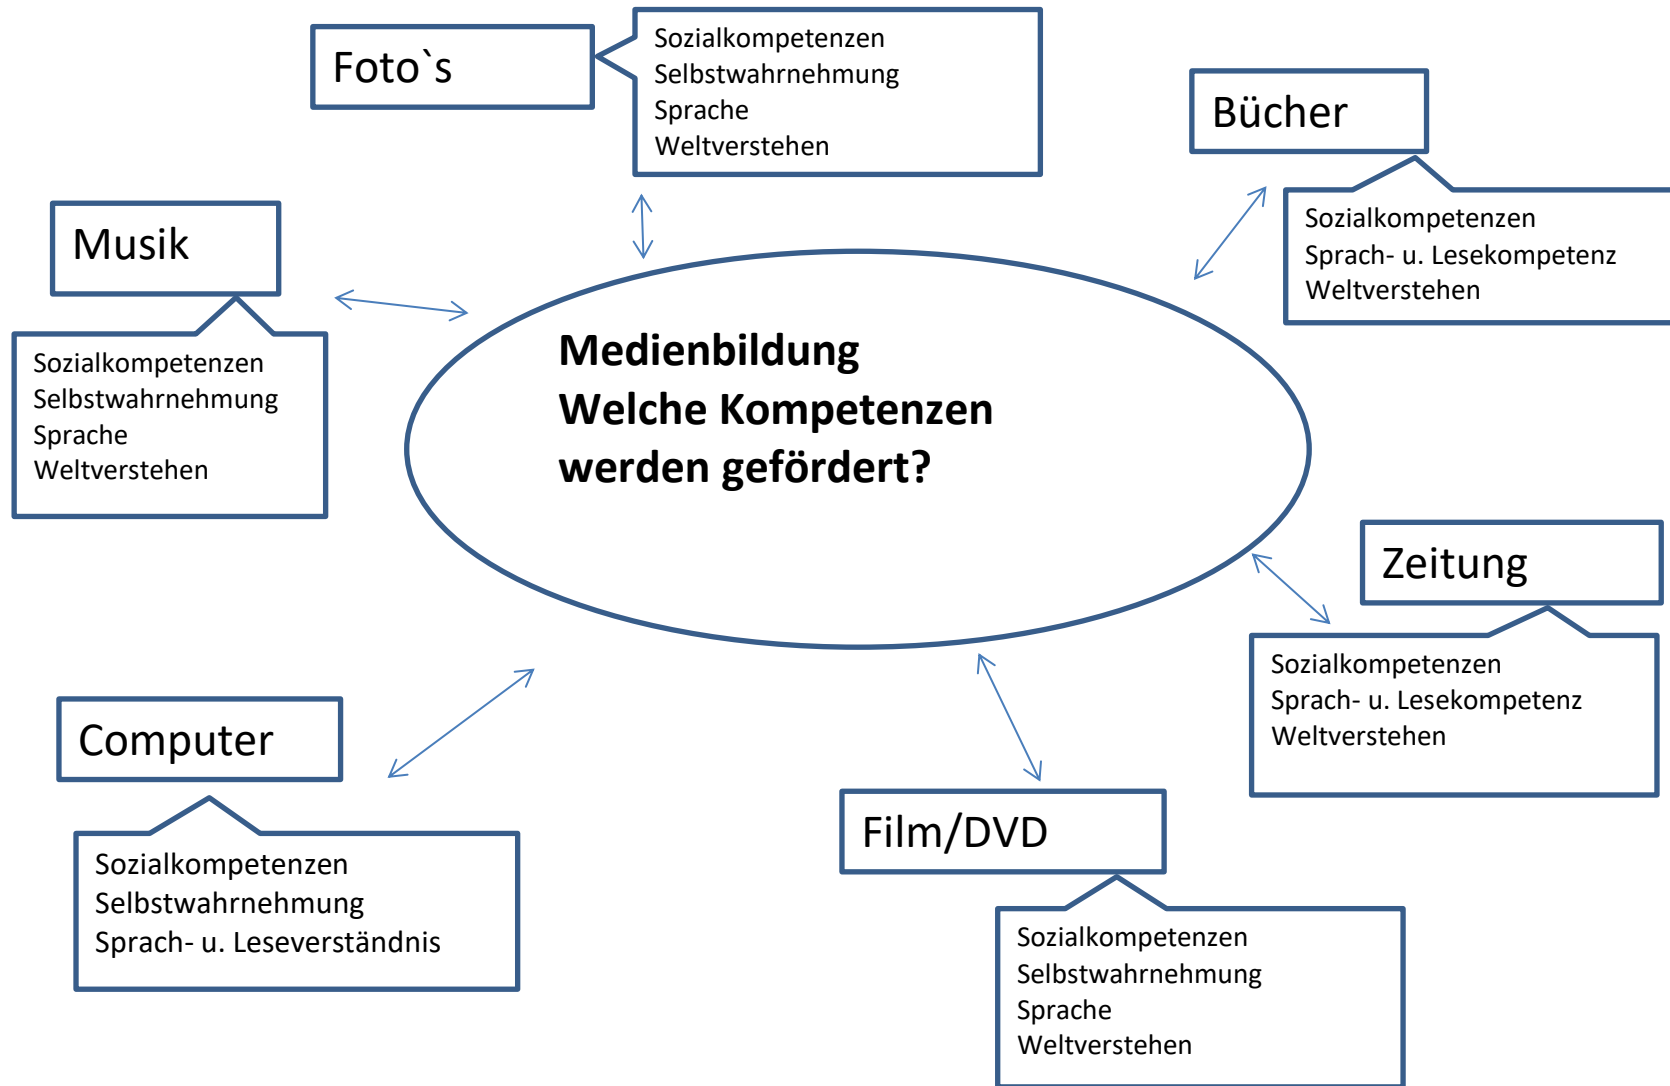 Foto`s
Sozialkompetenzen
Selbstwahrnehmung
Sprache
Weltverstehen
Bücher
Sozialkompetenzen
Sprach- u. Lesekompetenz
Weltverstehen
Musik
Sozialkompetenzen
Selbstwahrnehmung
Sprache
Weltverstehen
Medienbildung
Welche Kompetenzen
werden gefördert?
Zeitung
Sozialkompetenzen
Sprach- u. Lesekompetenz
Weltverstehen
Computer
Sozialkompetenzen
Selbstwahrnehmung
Sprach- u. Leseverständnis
Film/DVD
Sozialkompetenzen
Selbstwahrnehmung
Sprache
Weltverstehen